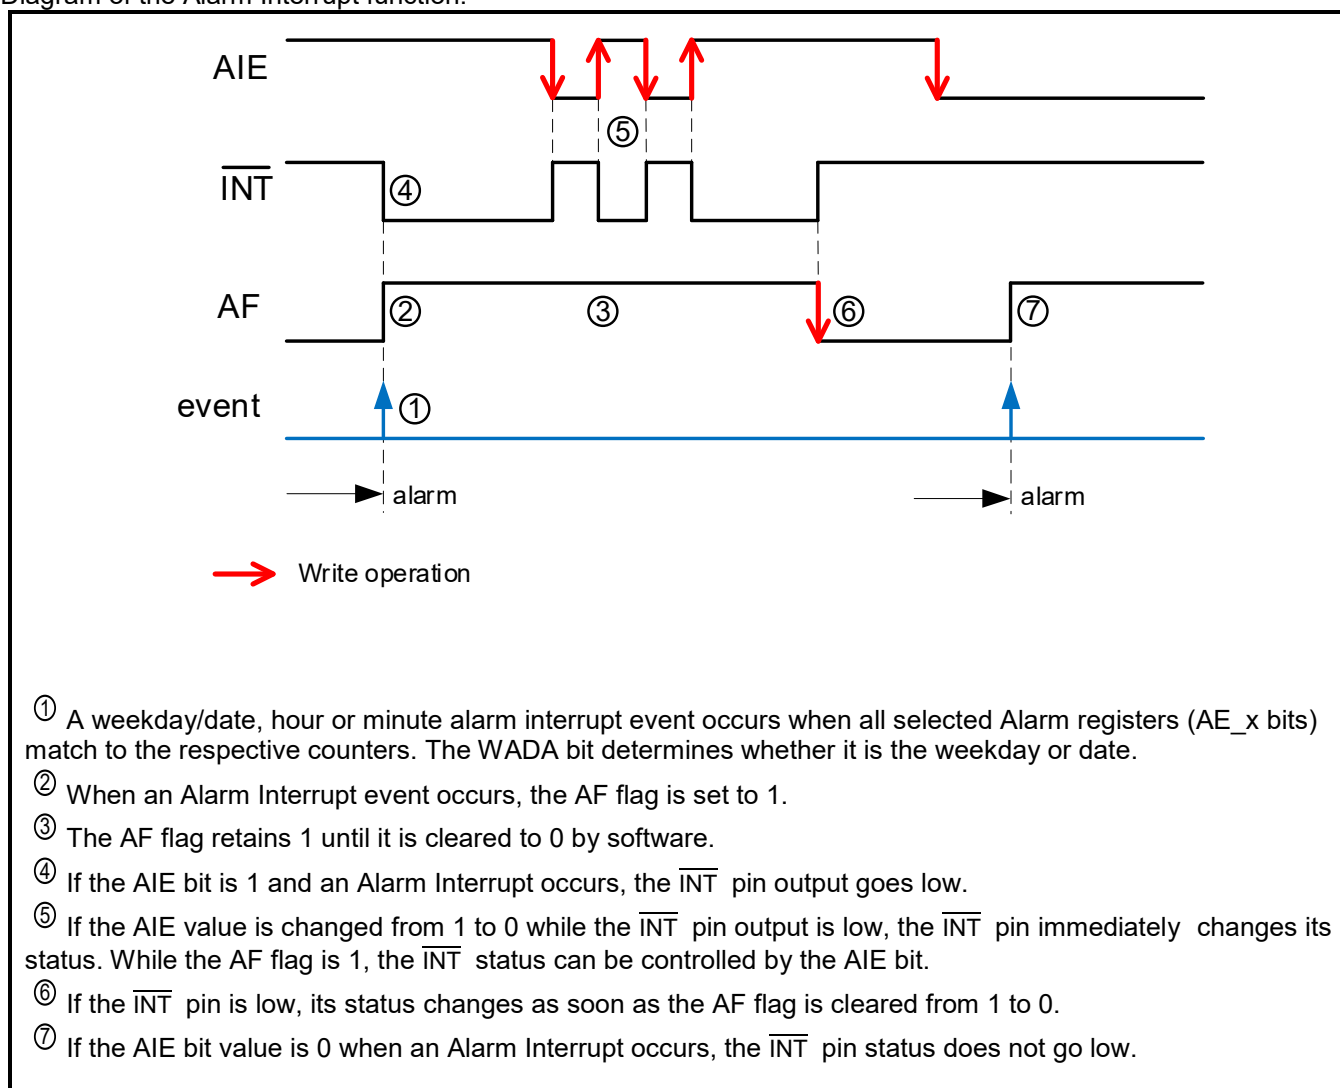 Diagram of the Alarm Interrupt function:
AIE
⑤
INT
④
AF
②
③
⑥
⑦
event
①
alarm
alarm
Write operation
① A weekday/date, hour or minute alarm interrupt event occurs when all selected Alarm registers (AE_x bits)
match to the respective counters. The WADA bit determines whether it is the weekday or date.
② When an Alarm Interrupt event occurs, the AF flag is set to 1.
③ The AF flag retains 1 until it is cleared to 0 by software.
④ If the AIE bit is 1 and an Alarm Interrupt occurs, the INT pin output goes low.
⑤ If the AIE value is changed from 1 to 0 while the INT pin output is low, the INT pin immediately changes its
status. While the AF flag is 1, the INT status can be controlled by the AIE bit.
⑥ If the INT pin is low, its status changes as soon as the AF flag is cleared from 1 to 0.
⑦ If the AIE bit value is 0 when an Alarm Interrupt occurs, the INT pin status does not go low.